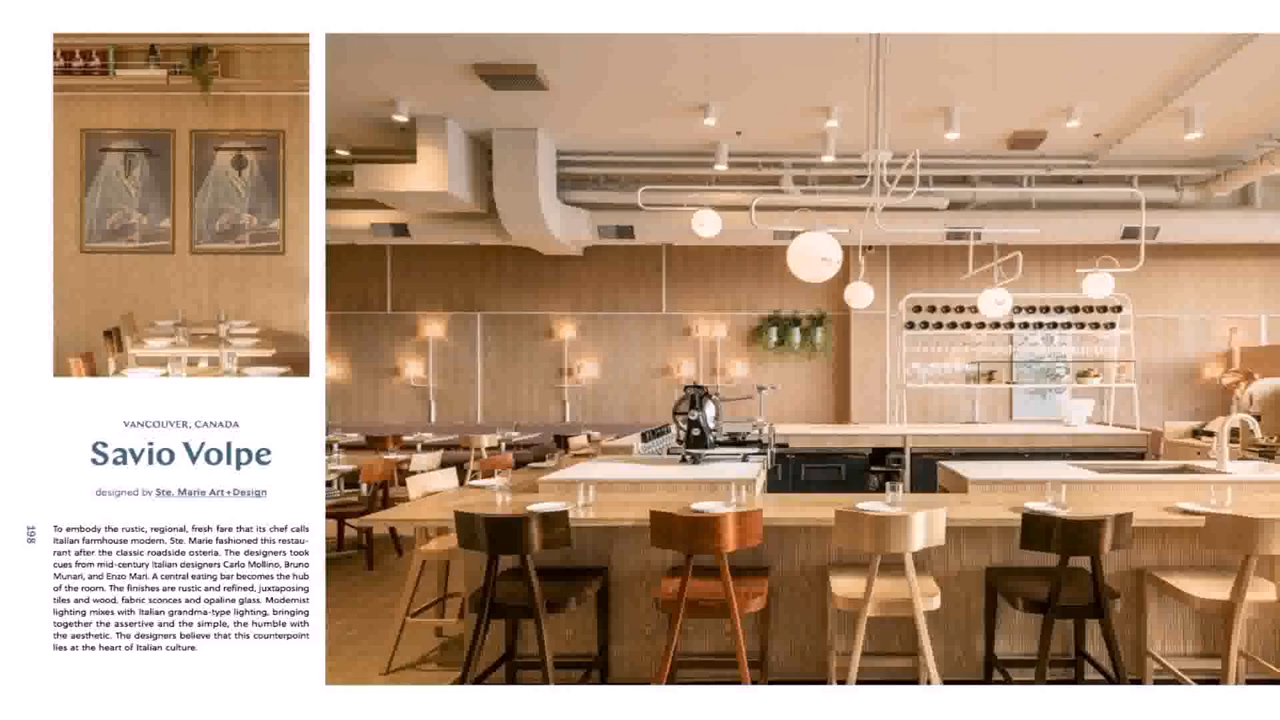 VANCOUVER, CANADA
Savio Volpe
designed by Ste. Marie Art+Design
198
To embody the rustic, regional, fresh fare that its chef calls
Italian farmhouse modern, Ste. Marie fashioned this restau-
rant after the classic roadside osteria. The designers took
cues from mid-century Italian designers Carlo Mollino, Bruno
Munari, and Enzo Mari. A central eating bar becomes the hub
of the room. The finishes are rustic and refined, juxtaposing
tiles and wood, fabric sconces and opaline glass. Modernist
lighting mixes with Italian grandma-type lighting, bringing
together the assertive and the simple, the humble with
the aesthetic. The designers believe that this counterpoint
lies at the heart of Italian culture.